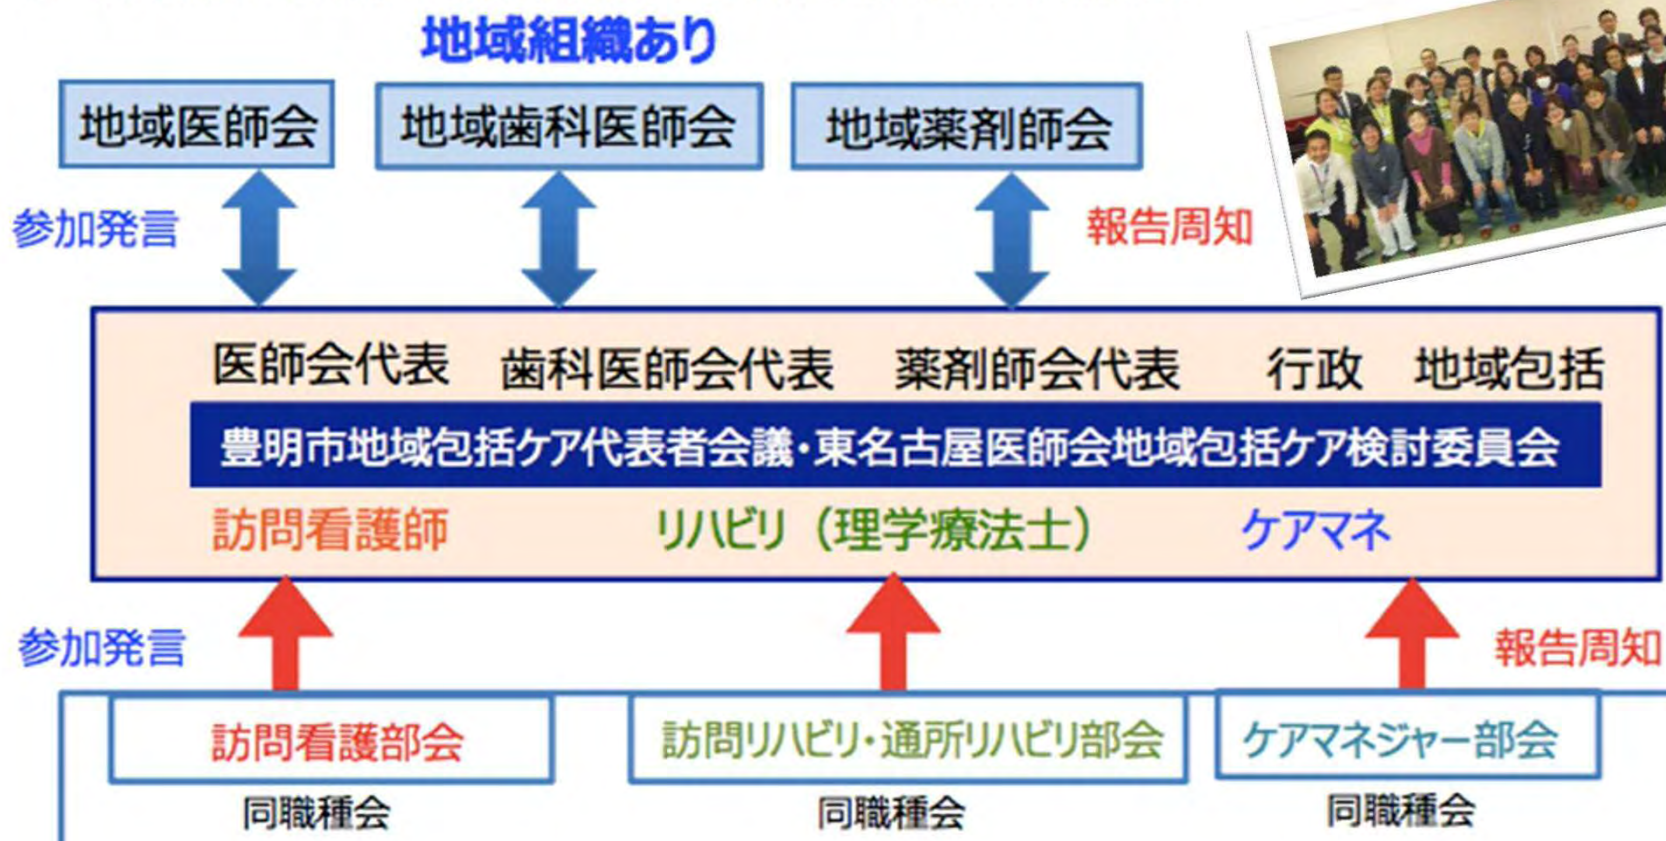 地域組織あり
地域医師会 地域歯科医師会 地域薬剤師会
参加発言 報告周知
医師会代表 歯科医師会代表 薬剤師会代表 行政 地域包括
豊明市地域包括ケア代表者会議・東名古屋医師会地域包括ケア検討委員会
訪問看護師 リハビリ（理学療法士） ケアマネ
参加発言 報告周知
訪問看護部会 訪問リハビリ・通所リハビリ部会 ケアマネジャー部会
同職種会 同職種会 同職種会